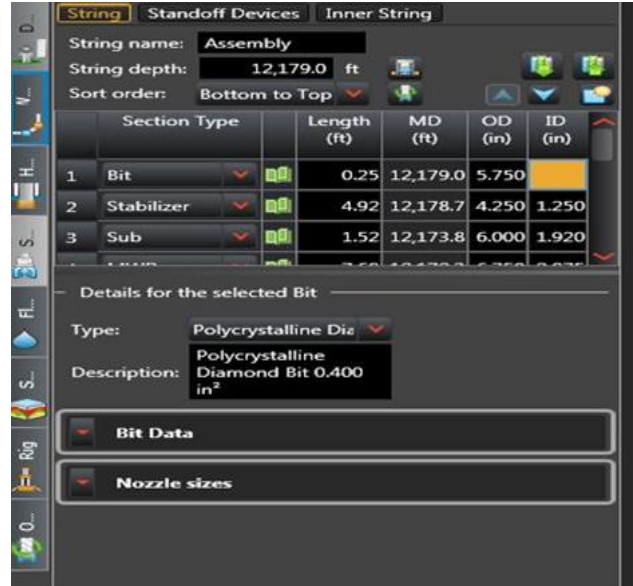 String Standoff Devices Inner String
String name: Assembly
String depth: 12,179.0 ft
Sort order: Bottom to Top
Section Type Length (ft) MD (ft) OD (in) ID (in)
1 Bit 0.25 12,179.0 5.750
2 Stabilizer 4.92 12,178.7 4.250 1.250
3 Sub 1.52 12,173.8 6.000 1.920
Details for the selected Bit
Type: Polycrystalline Dia
Description: Polycrystalline
Diamond Bit 0.400
in²
Bit Data
Nozzle sizes
D...
H...
S...
Fl...
S...
Rig
O...